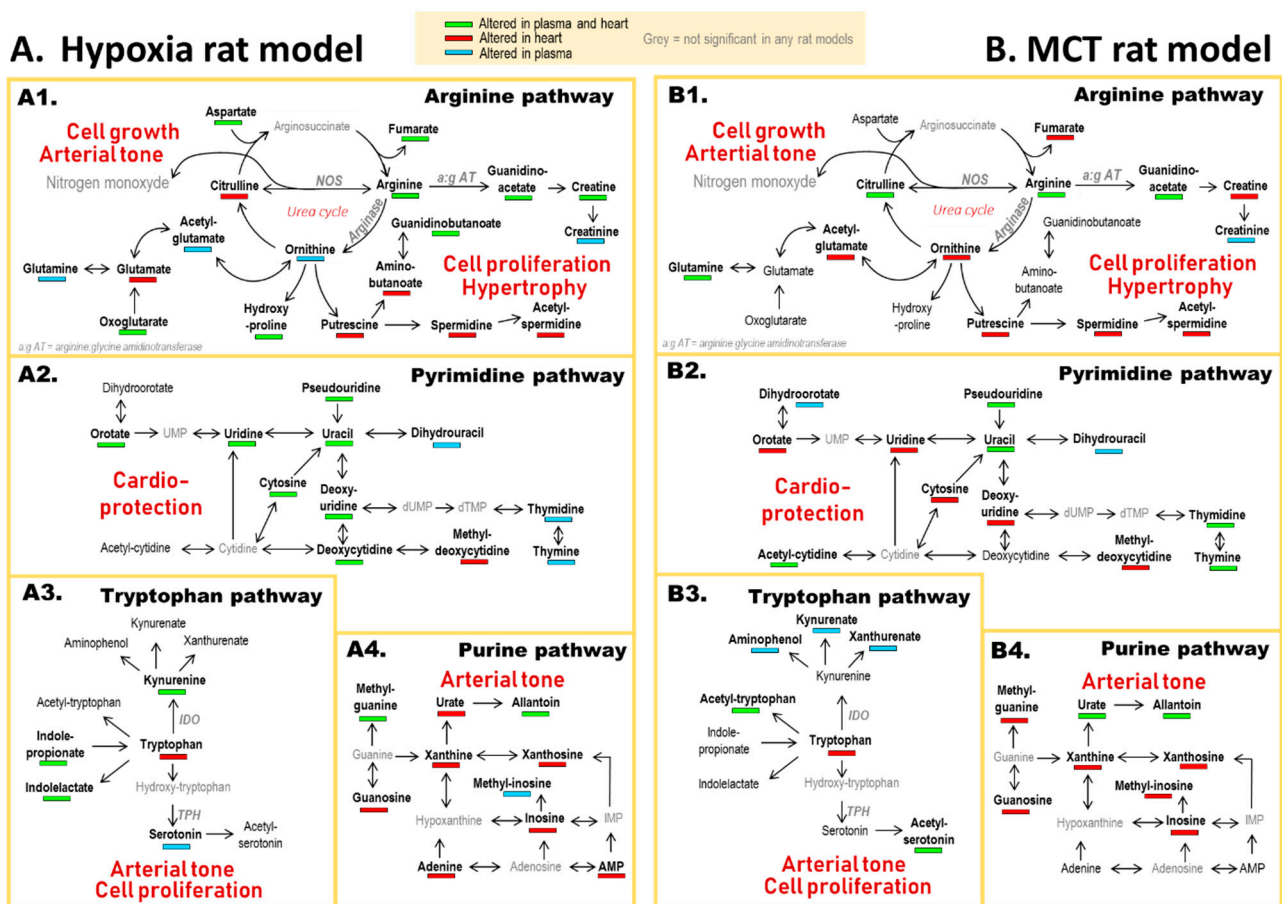 Altered in plasma and heart
Altered in heart
Altered in plasma
Grey = not significant in any rat models
A. Hypoxia rat model
B. MCT rat model
A1.
Arginine pathway
Cell growth
Arterial tone
Nitrogen monoxyde
Aspartate
Arginosuccinate
Fumarate
Citrulline
NOS
Arginine
a:g AT
Guanidino-
acetate
Creatine
Creatinine
Urea cycle
Arginase
Guanidinobutanoate
Acetyl-
glutamate
Ornithine
Glutamine
Glutamate
Amino-
butanoate
Cell proliferation
Hypertrophy
Oxoglutarate
Hydroxy
-proline
Putrescine
Spermidine
Acetyl-
spermidine
a:g AT = arginine:glycine amidinotransferase
A2.
Pyrimidine pathway
Dihydroorotate
Pseudouridine
Orotate
UMP
Uridine
Uracil
Dihydrouracil
Cardio-
protection
Cytosine
Deoxy-
uridine
dUMP
dTMP
Thymidine
Acetyl-cytidine
Cytidine
Deoxycytidine
Methyl-
deoxycytidine
Thymine
A3.
Tryptophan pathway
Kynurenate
Aminophenol
Xanthurenate
Kynurenine
Acetyl-tryptophan
IDO
Indole-
propionate
Tryptophan
Indolelactate
Hydroxy-tryptophan
TPH
Serotonin
Acetyl-
serotonin
Arterial tone
Cell proliferation
A4.
Purine pathway
Arterial tone
Methyl-
guanine
Urate
Allantoin
Guanine
Xanthine
Xanthosine
Guanosine
Methyl-inosine
Hypoxanthine
Inosine
IMP
Adenine
Adenosine
AMP
B1.
Arginine pathway
Cell growth
Artertial tone
Nitrogen monoxyde
Aspartate
Arginosuccinate
Fumarate
Citrulline
NOS
Arginine
a:g AT
Guanidino-
acetate
Creatine
Creatinine
Urea cycle
Arginase
Guanidinobutanoate
Acetyl-
glutamate
Ornithine
Glutamine
Glutamate
Amino-
butanoate
Cell proliferation
Hypertrophy
Oxoglutarate
Hydroxy
-proline
Putrescine
Spermidine
Acetyl-
spermidine
a:g AT = arginine:glycine amidinotransferase
B2.
Pyrimidine pathway
Dihydroorotate
Pseudouridine
Orotate
UMP
Uridine
Uracil
Dihydrouracil
Cardio-
protection
Cytosine
Deoxy-
uridine
dUMP
dTMP
Thymidine
Acetyl-cytidine
Cytidine
Deoxycytidine
Methyl-
deoxycytidine
Thymine
B3.
Tryptophan pathway
Kynurenate
Aminophenol
Xanthurenate
Kynurenine
Acetyl-tryptophan
IDO
Indole-
propionate
Tryptophan
Indolelactate
Hydroxy-tryptophan
TPH
Serotonin
Acetyl-
serotonin
Arterial tone
Cell proliferation
B4.
Purine pathway
Arterial tone
Methyl-
guanine
Urate
Allantoin
Guanine
Xanthine
Xanthosine
Guanosine
Methyl-inosine
Hypoxanthine
Inosine
IMP
Adenine
Adenosine
AMP